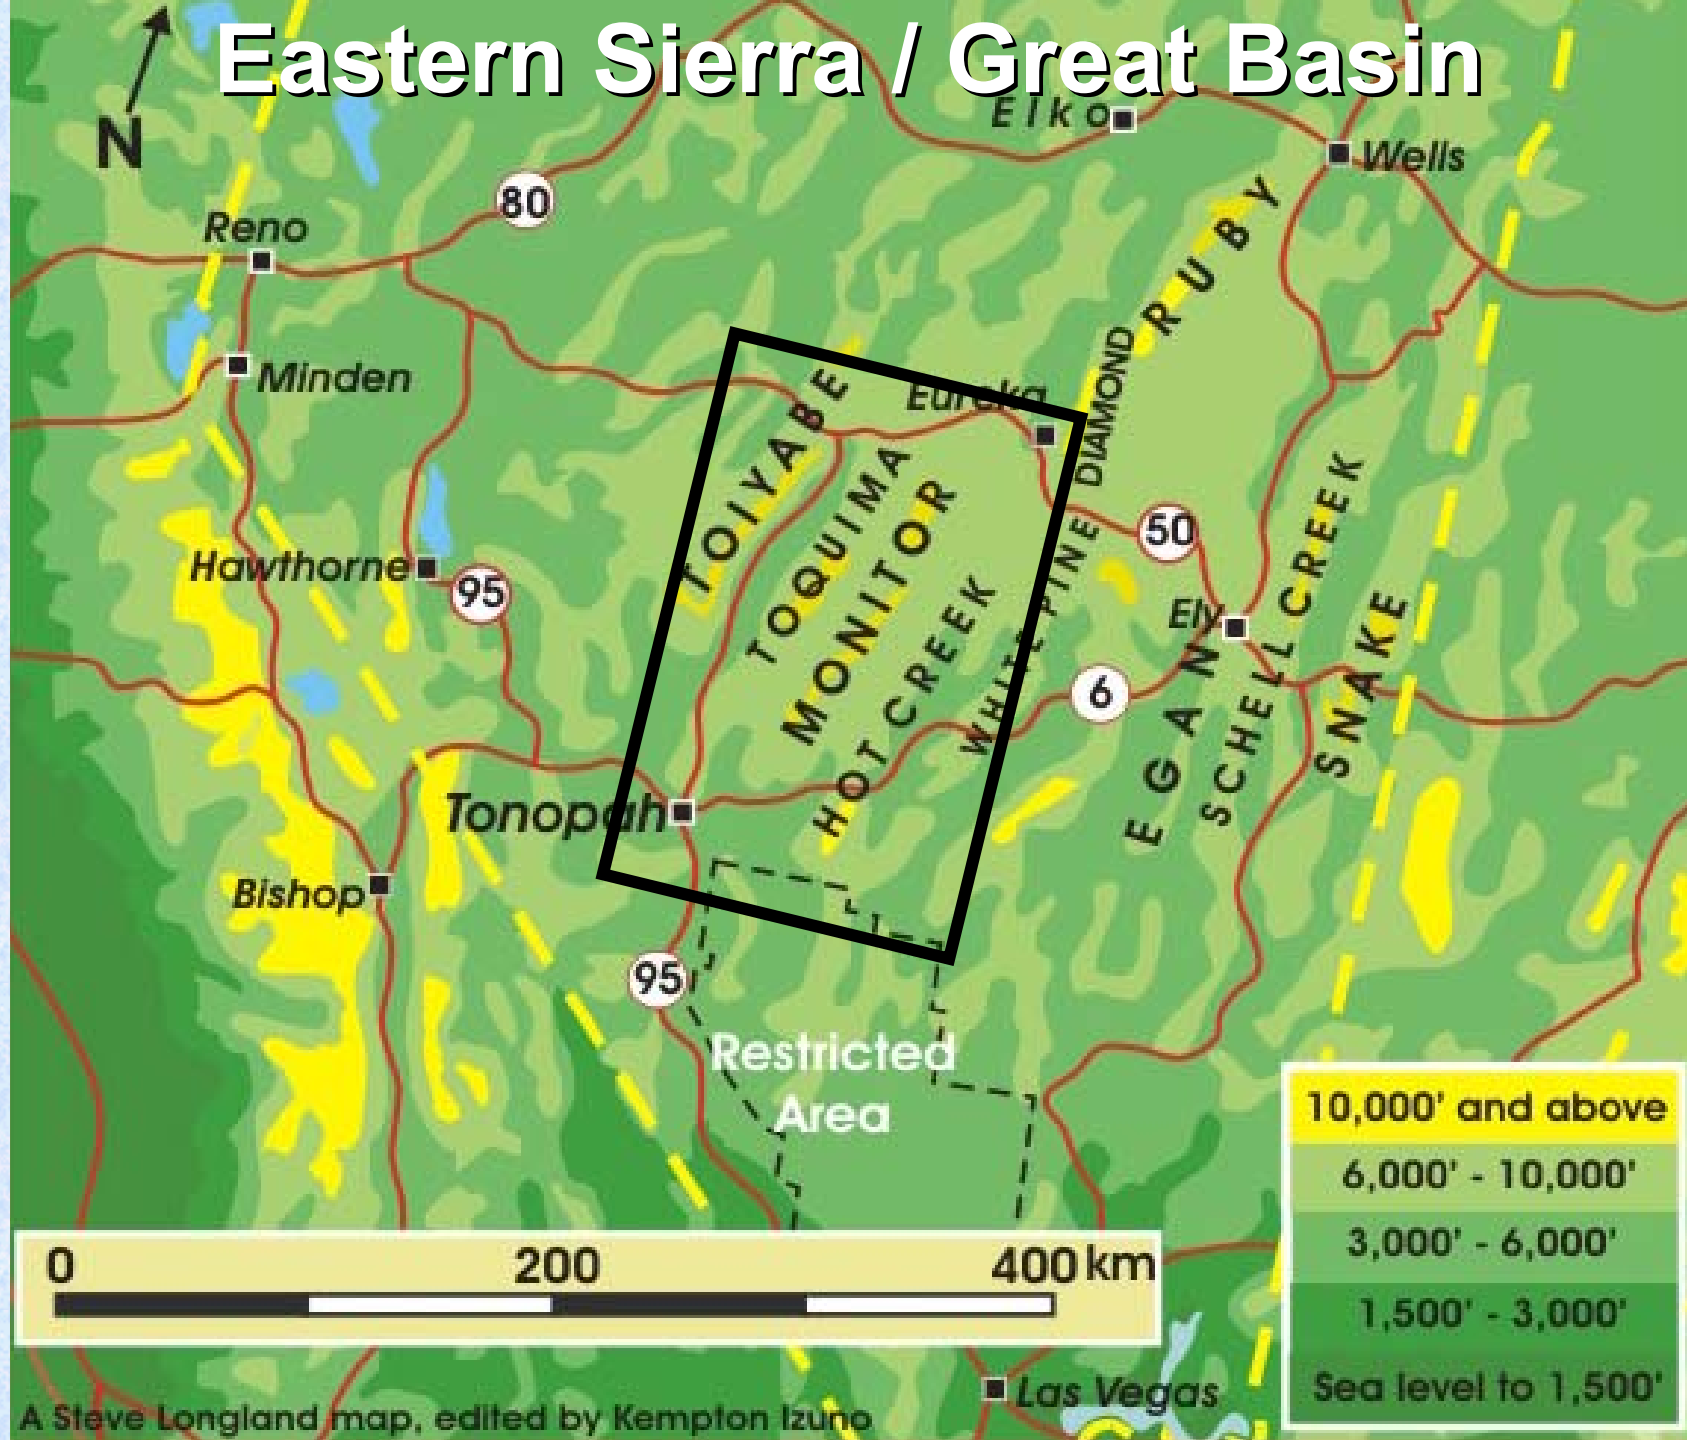 Eastern Sierra / Great Basin
N
Elko
Wells
80
Reno
RUBY
Minden
DIAMOND
Eureka
TOIYABE
TOQUIMA
MONITOR
HOT CREEK
WHITE PINE
50
Hawthorne
95
Ely
6
EGAN
SCHELL CREEK
SNAKE
Tonopah
Bishop
95
Restricted
Area
10,000' and above
6,000' - 10,000'
3,000' - 6,000'
1,500' - 3,000'
Sea level to 1,500'
0 200 400 km
Las Vegas
A Steve Longland map, edited by Kempton Izuno